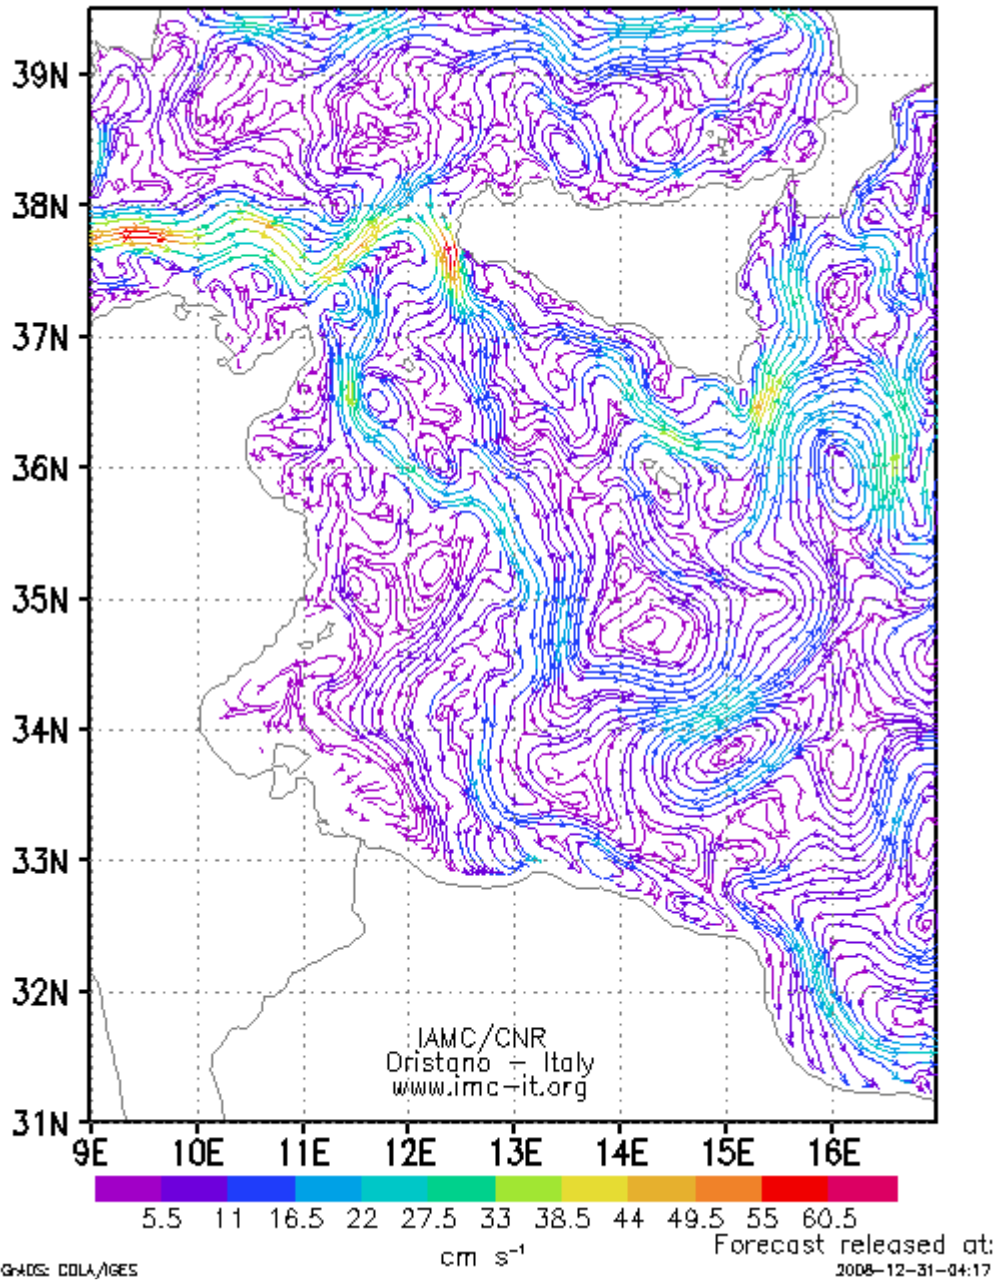 39N
38N
37N
36N
35N
34N
33N
32N
31N
IAMC/CNR
Oristano - Italy
www.imc-it.org
9E 10E 11E 12E 13E 14E 15E 16E
5.5 11 16.5 22 27.5 33 38.5 44 49.5 55 60.5
cm s⁻¹
Forecast released at:
GrADS: COLA/IGES
2008-12-31-04:17